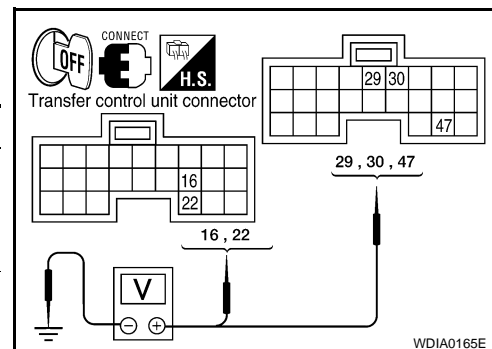 CONNECT
OFF
H.S.
Transfer control unit connector
29 30
47
16
22
29 , 30 , 47
16 , 22
V
− +
WDIA0165E